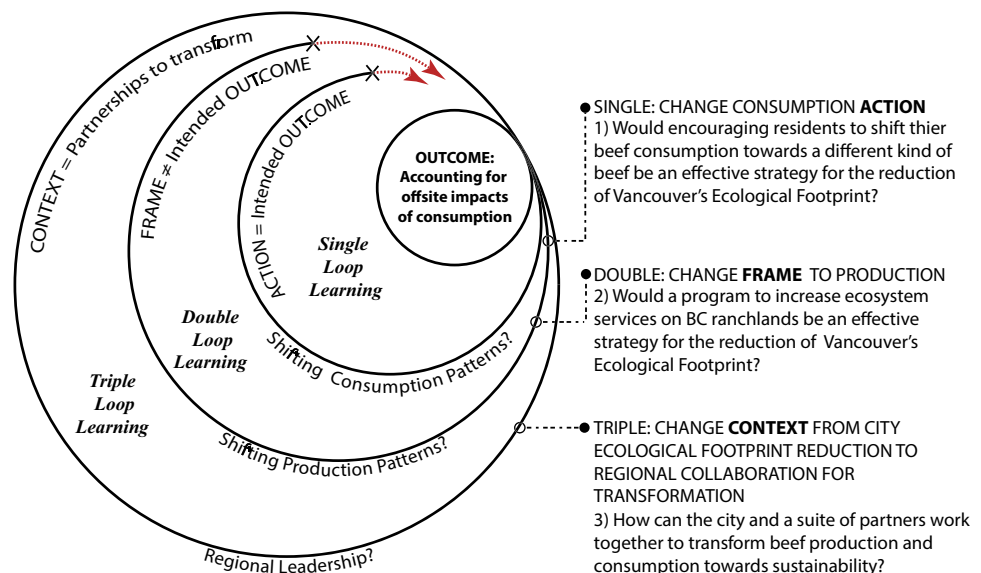 CONTEXT = Partnerships to transform
FRAME ≠ Intended OUTCOME
ACTION = Intended OUTCOME
OUTCOME:
Accounting for
offsite impacts
of consumption
Single
Loop
Learning
Shifting Consumption Patterns?
Double
Loop
Learning
Shifting Production Patterns?
Triple
Loop
Learning
Regional Leadership?
SINGLE: CHANGE CONSUMPTION ACTION
1) Would encouraging residents to shift thier
beef consumption towards a different kind of
beef be an effective strategy for the reduction
of Vancouver's Ecological Footprint?
DOUBLE: CHANGE FRAME TO PRODUCTION
2) Would a program to increase ecosystem
services on BC ranchlands be an effective
strategy for the reduction of Vancouver's
Ecological Footprint?
TRIPLE: CHANGE CONTEXT FROM CITY
ECOLOGICAL FOOTPRINT REDUCTION TO
REGIONAL COLLABORATION FOR
TRANSFORMATION
3) How can the city and a suite of partners work
together to transform beef production and
consumption towards sustainability?